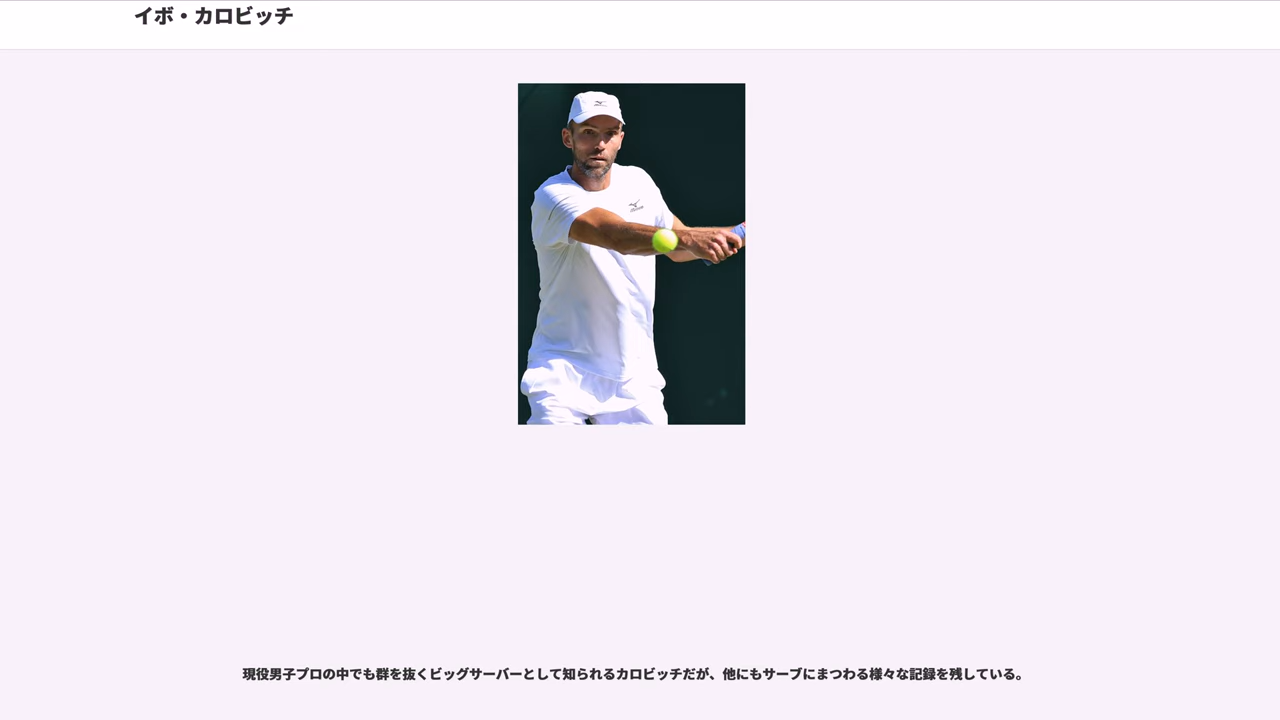 イボ・カロビッチ
現役男子プロの中でも群を抜くビッグサーバーとして知られるカロビッチだが、他にもサーブにまつわる様々な記録を残している。